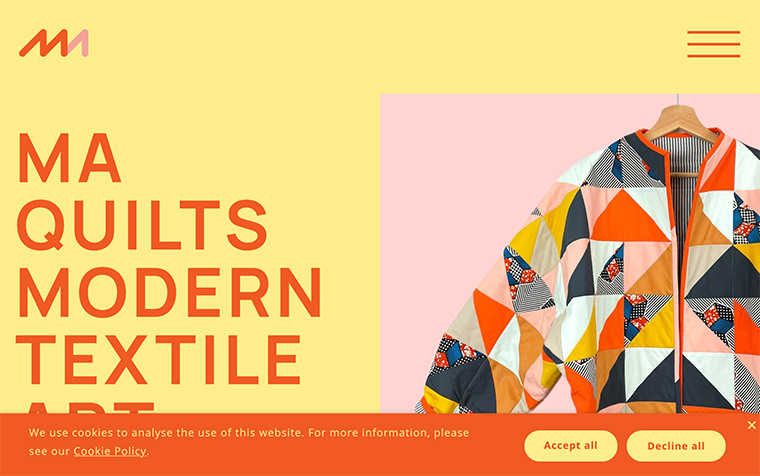 MA
QUILTS
MODERN
TEXTILE
ART
We use cookies to analyse the use of this website. For more information, please
see our Cookie Policy.
Accept all
Decline all